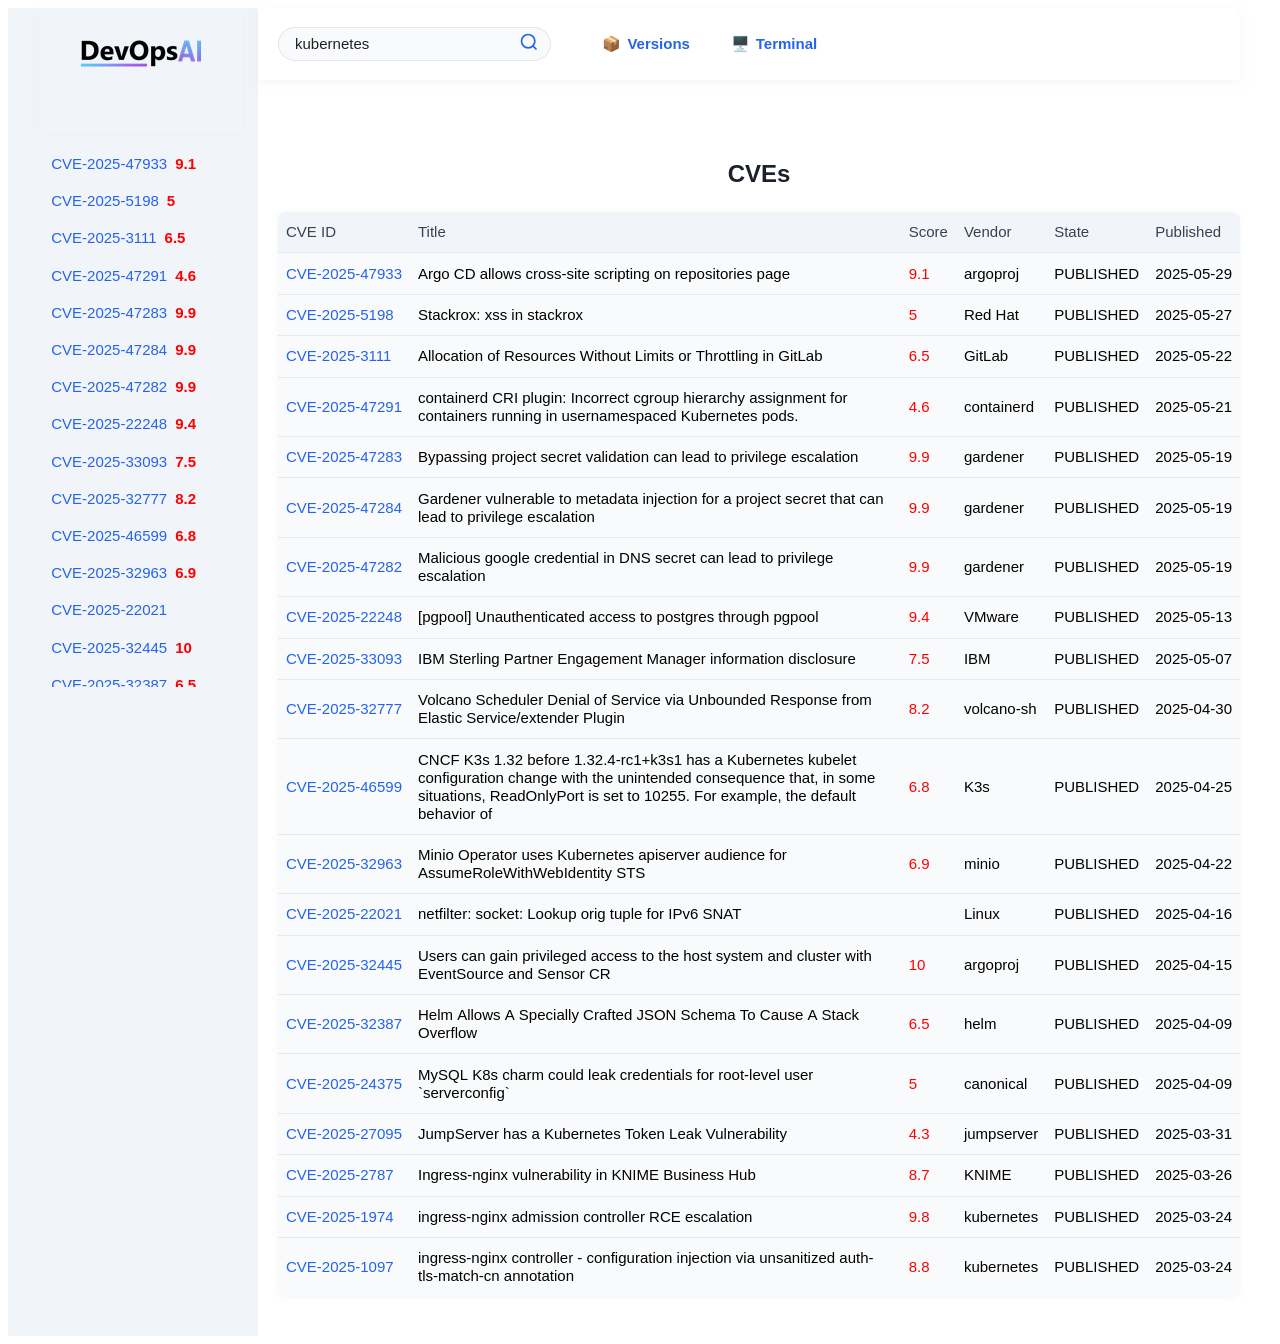 DevOpsAI
kubernetes
📦 Versions
🖥️ Terminal
CVE-2025-47933 9.1
CVE-2025-5198 5
CVE-2025-3111 6.5
CVE-2025-47291 4.6
CVE-2025-47283 9.9
CVE-2025-47284 9.9
CVE-2025-47282 9.9
CVE-2025-22248 9.4
CVE-2025-33093 7.5
CVE-2025-32777 8.2
CVE-2025-46599 6.8
CVE-2025-32963 6.9
CVE-2025-22021
CVE-2025-32445 10
CVE-2025-32387 6.5
CVEs
CVE ID Title Score Vendor State Published
CVE-2025-47933 Argo CD allows cross-site scripting on repositories page 9.1 argoproj PUBLISHED 2025-05-29
CVE-2025-5198 Stackrox: xss in stackrox 5 Red Hat PUBLISHED 2025-05-27
CVE-2025-3111 Allocation of Resources Without Limits or Throttling in GitLab 6.5 GitLab PUBLISHED 2025-05-22
containerd CRI plugin: Incorrect cgroup hierarchy assignment for
CVE-2025-47291 containers running in usernamespaced Kubernetes pods. 4.6 containerd PUBLISHED 2025-05-21
CVE-2025-47283 Bypassing project secret validation can lead to privilege escalation 9.9 gardener PUBLISHED 2025-05-19
Gardener vulnerable to metadata injection for a project secret that can
CVE-2025-47284 lead to privilege escalation 9.9 gardener PUBLISHED 2025-05-19
Malicious google credential in DNS secret can lead to privilege
CVE-2025-47282 escalation 9.9 gardener PUBLISHED 2025-05-19
CVE-2025-22248 [pgpool] Unauthenticated access to postgres through pgpool 9.4 VMware PUBLISHED 2025-05-13
CVE-2025-33093 IBM Sterling Partner Engagement Manager information disclosure 7.5 IBM PUBLISHED 2025-05-07
Volcano Scheduler Denial of Service via Unbounded Response from
CVE-2025-32777 Elastic Service/extender Plugin 8.2 volcano-sh PUBLISHED 2025-04-30
CNCF K3s 1.32 before 1.32.4-rc1+k3s1 has a Kubernetes kubelet
configuration change with the unintended consequence that, in some
CVE-2025-46599 situations, ReadOnlyPort is set to 10255. For example, the default 6.8 K3s PUBLISHED 2025-04-25
behavior of
Minio Operator uses Kubernetes apiserver audience for
CVE-2025-32963 AssumeRoleWithWebIdentity STS 6.9 minio PUBLISHED 2025-04-22
CVE-2025-22021 netfilter: socket: Lookup orig tuple for IPv6 SNAT Linux PUBLISHED 2025-04-16
Users can gain privileged access to the host system and cluster with
CVE-2025-32445 EventSource and Sensor CR 10 argoproj PUBLISHED 2025-04-15
Helm Allows A Specially Crafted JSON Schema To Cause A Stack
CVE-2025-32387 Overflow 6.5 helm PUBLISHED 2025-04-09
MySQL K8s charm could leak credentials for root-level user
CVE-2025-24375 `serverconfig` 5 canonical PUBLISHED 2025-04-09
CVE-2025-27095 JumpServer has a Kubernetes Token Leak Vulnerability 4.3 jumpserver PUBLISHED 2025-03-31
CVE-2025-2787 Ingress-nginx vulnerability in KNIME Business Hub 8.7 KNIME PUBLISHED 2025-03-26
CVE-2025-1974 ingress-nginx admission controller RCE escalation 9.8 kubernetes PUBLISHED 2025-03-24
ingress-nginx controller - configuration injection via unsanitized auth-
CVE-2025-1097 tls-match-cn annotation 8.8 kubernetes PUBLISHED 2025-03-24